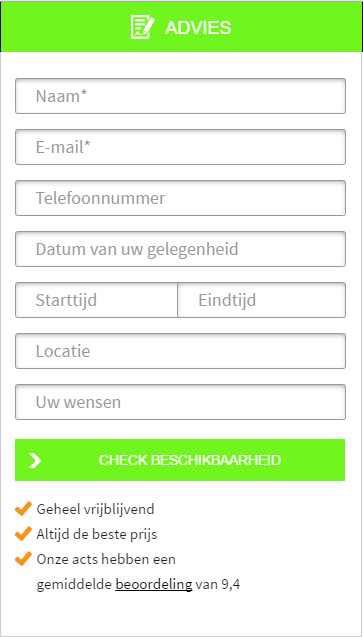 ADVIES
Naam*
E-mail*
Telefoonnummer
Datum van uw gelegenheid
Starttijd Eindtijd
Locatie
Uw wensen
CHECK BESCHIKBAARHEID
Geheel vrijblijvend
Altijd de beste prijs
Onze acts hebben een
gemiddelde beoordeling van 9,4